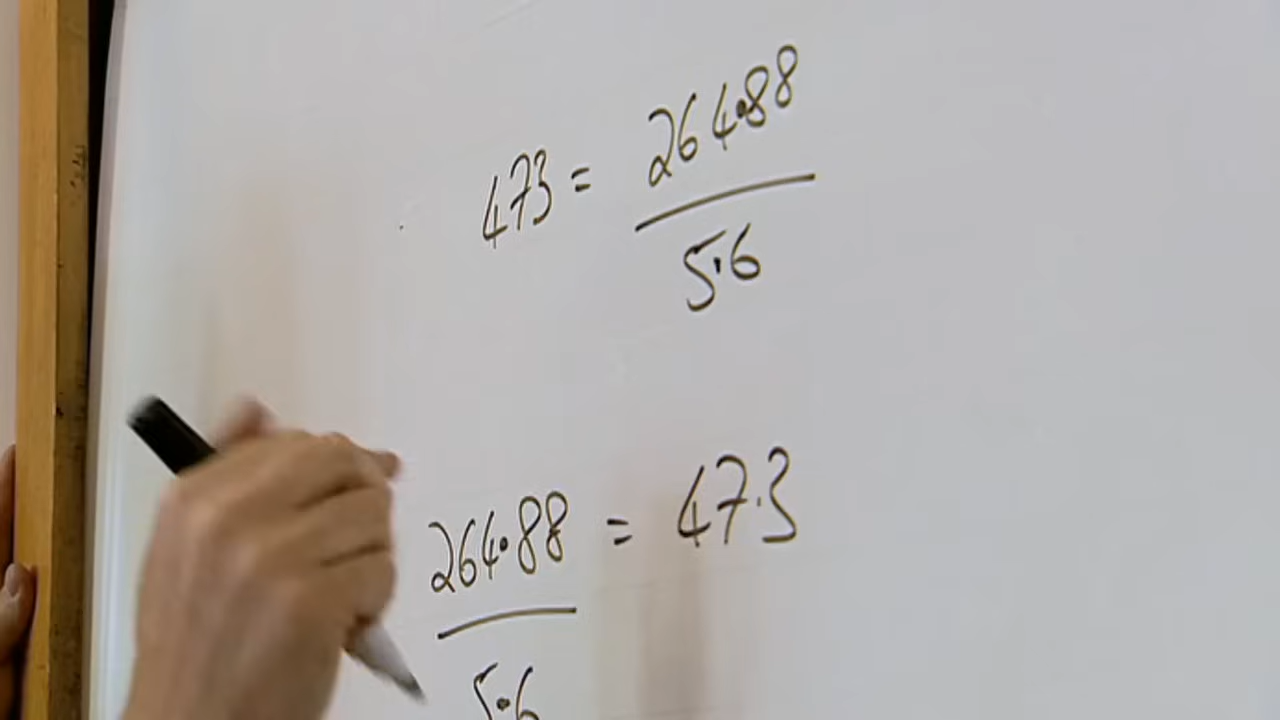 473 = 264.88
5.6
264.88 = 47.3
5.6